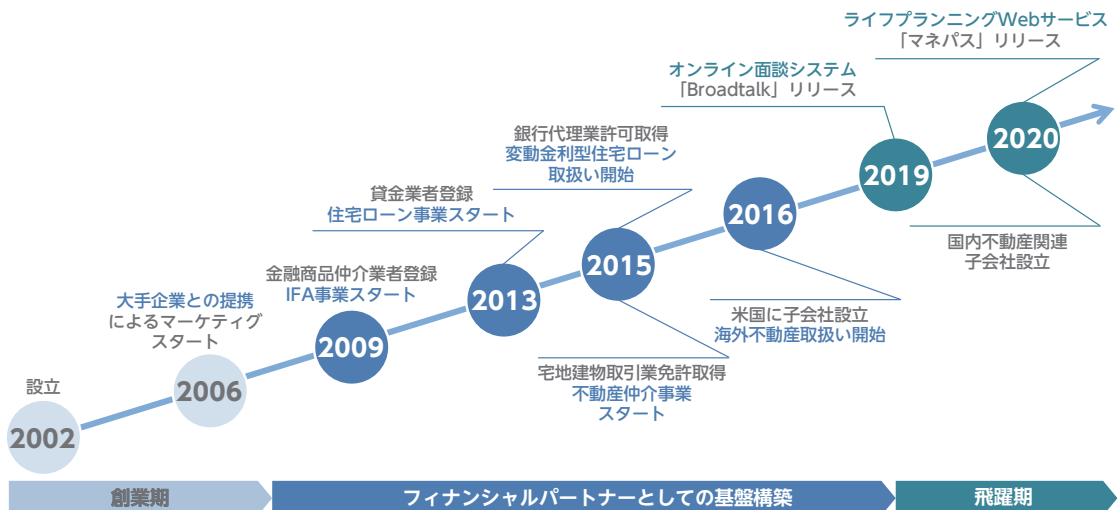 ライフプランニングWebサービス
「マネパス」リリース
オンライン面談システム
「Broadtalk」リリース
銀行代理業許可取得
変動金利型住宅ローン
取扱い開始
貸金業者登録
住宅ローン事業スタート
金融商品仲介業者登録
IFA事業スタート
大手企業との提携
によるマーケティグ
スタート
設立
2002
2006
2009
2013
2015
2016
2019
2020
宅地建物取引業免許取得
不動産仲介事業
スタート
米国に子会社設立
海外不動産取扱い開始
国内不動産関連
子会社設立
創業期
フィナンシャルパートナーとしての基盤構築
飛躍期